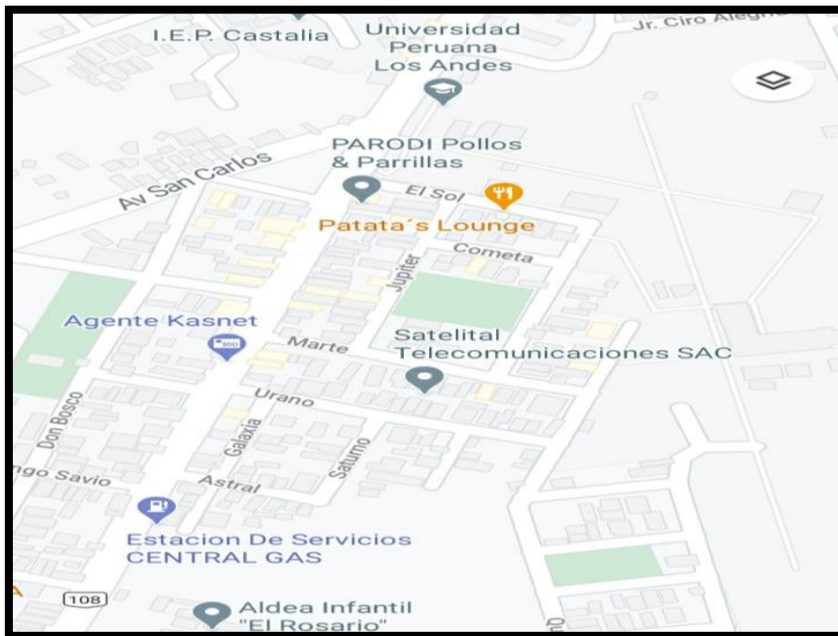 I.E.P. Castalia
Universidad
Peruana
Los Andes
Jr. Ciro Alegría
PARODI Pollos
& Parrillas
Av San Carlos
El Sol
Patata´s Lounge
Cometa
Jupiter
Agente Kasnet
Marte
Satelital
Telecomunicaciones SAC
Urano
Don Bosco
Galaxia
Saturno
ngo Savio
Astral
Estacion De Servicios
CENTRAL GAS
A
108
Aldea Infantil
"El Rosario"